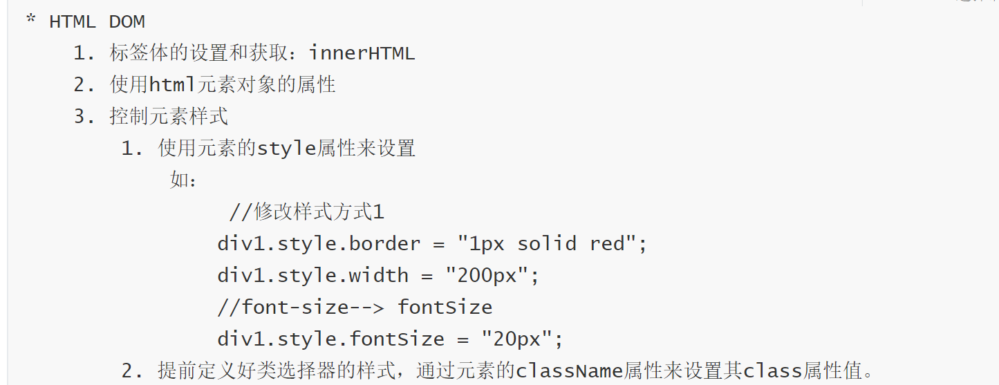 * HTML DOM
1. 标签体的设置和获取：innerHTML
2. 使用html元素对象的属性
3. 控制元素样式
1. 使用元素的style属性来设置
如：
//修改样式方式1
div1.style.border = "1px solid red";
div1.style.width = "200px";
//font-size--> fontSize
div1.style.fontSize = "20px";
2. 提前定义好类选择器的样式，通过元素的className属性来设置其class属性值。